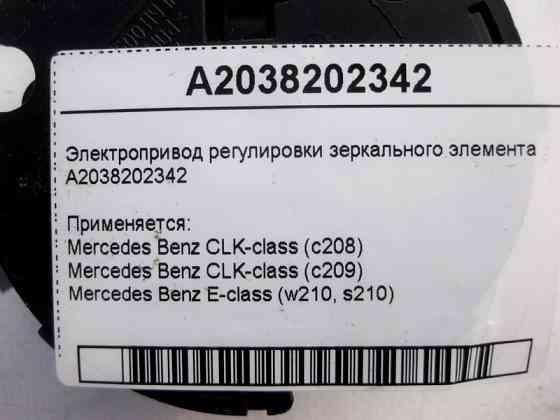 A2038202342
Электропривод регулировки зеркального элемента
A2038202342
Применяется:
Mercedes Benz CLK-class (c208)
Mercedes Benz CLK-class (c209)
Mercedes Benz E-class (w210, s210)